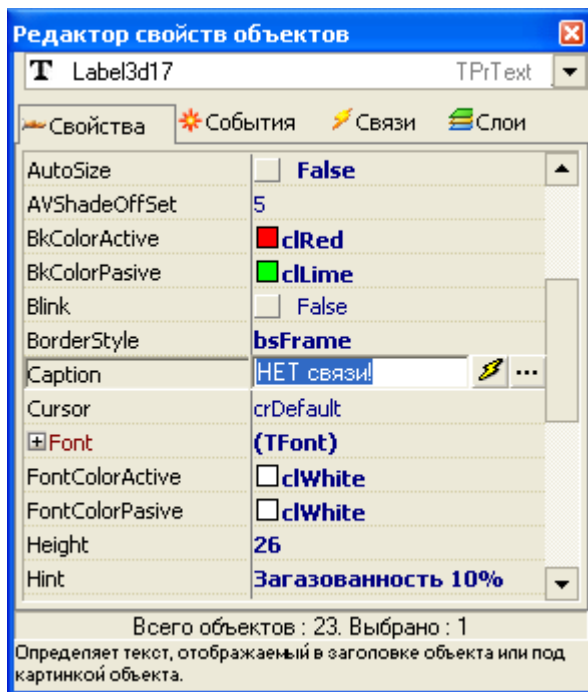 Редактор свойств объектов
T Label3d17 TPrText
Свойства События Связи Слои
AutoSize False
AVShadeOffSet 5
BkColorActive clRed
BkColorPasive clLime
Blink False
BorderStyle bsFrame
Caption НЕТ связи! ...
Cursor crDefault
Font (TFont)
FontColorActive clWhite
FontColorPasive clWhite
Height 26
Hint Загазованность 10%
Всего объектов : 23. Выбрано : 1
Определяет текст, отображаемый в заголовке объекта или под
картинкой объекта.